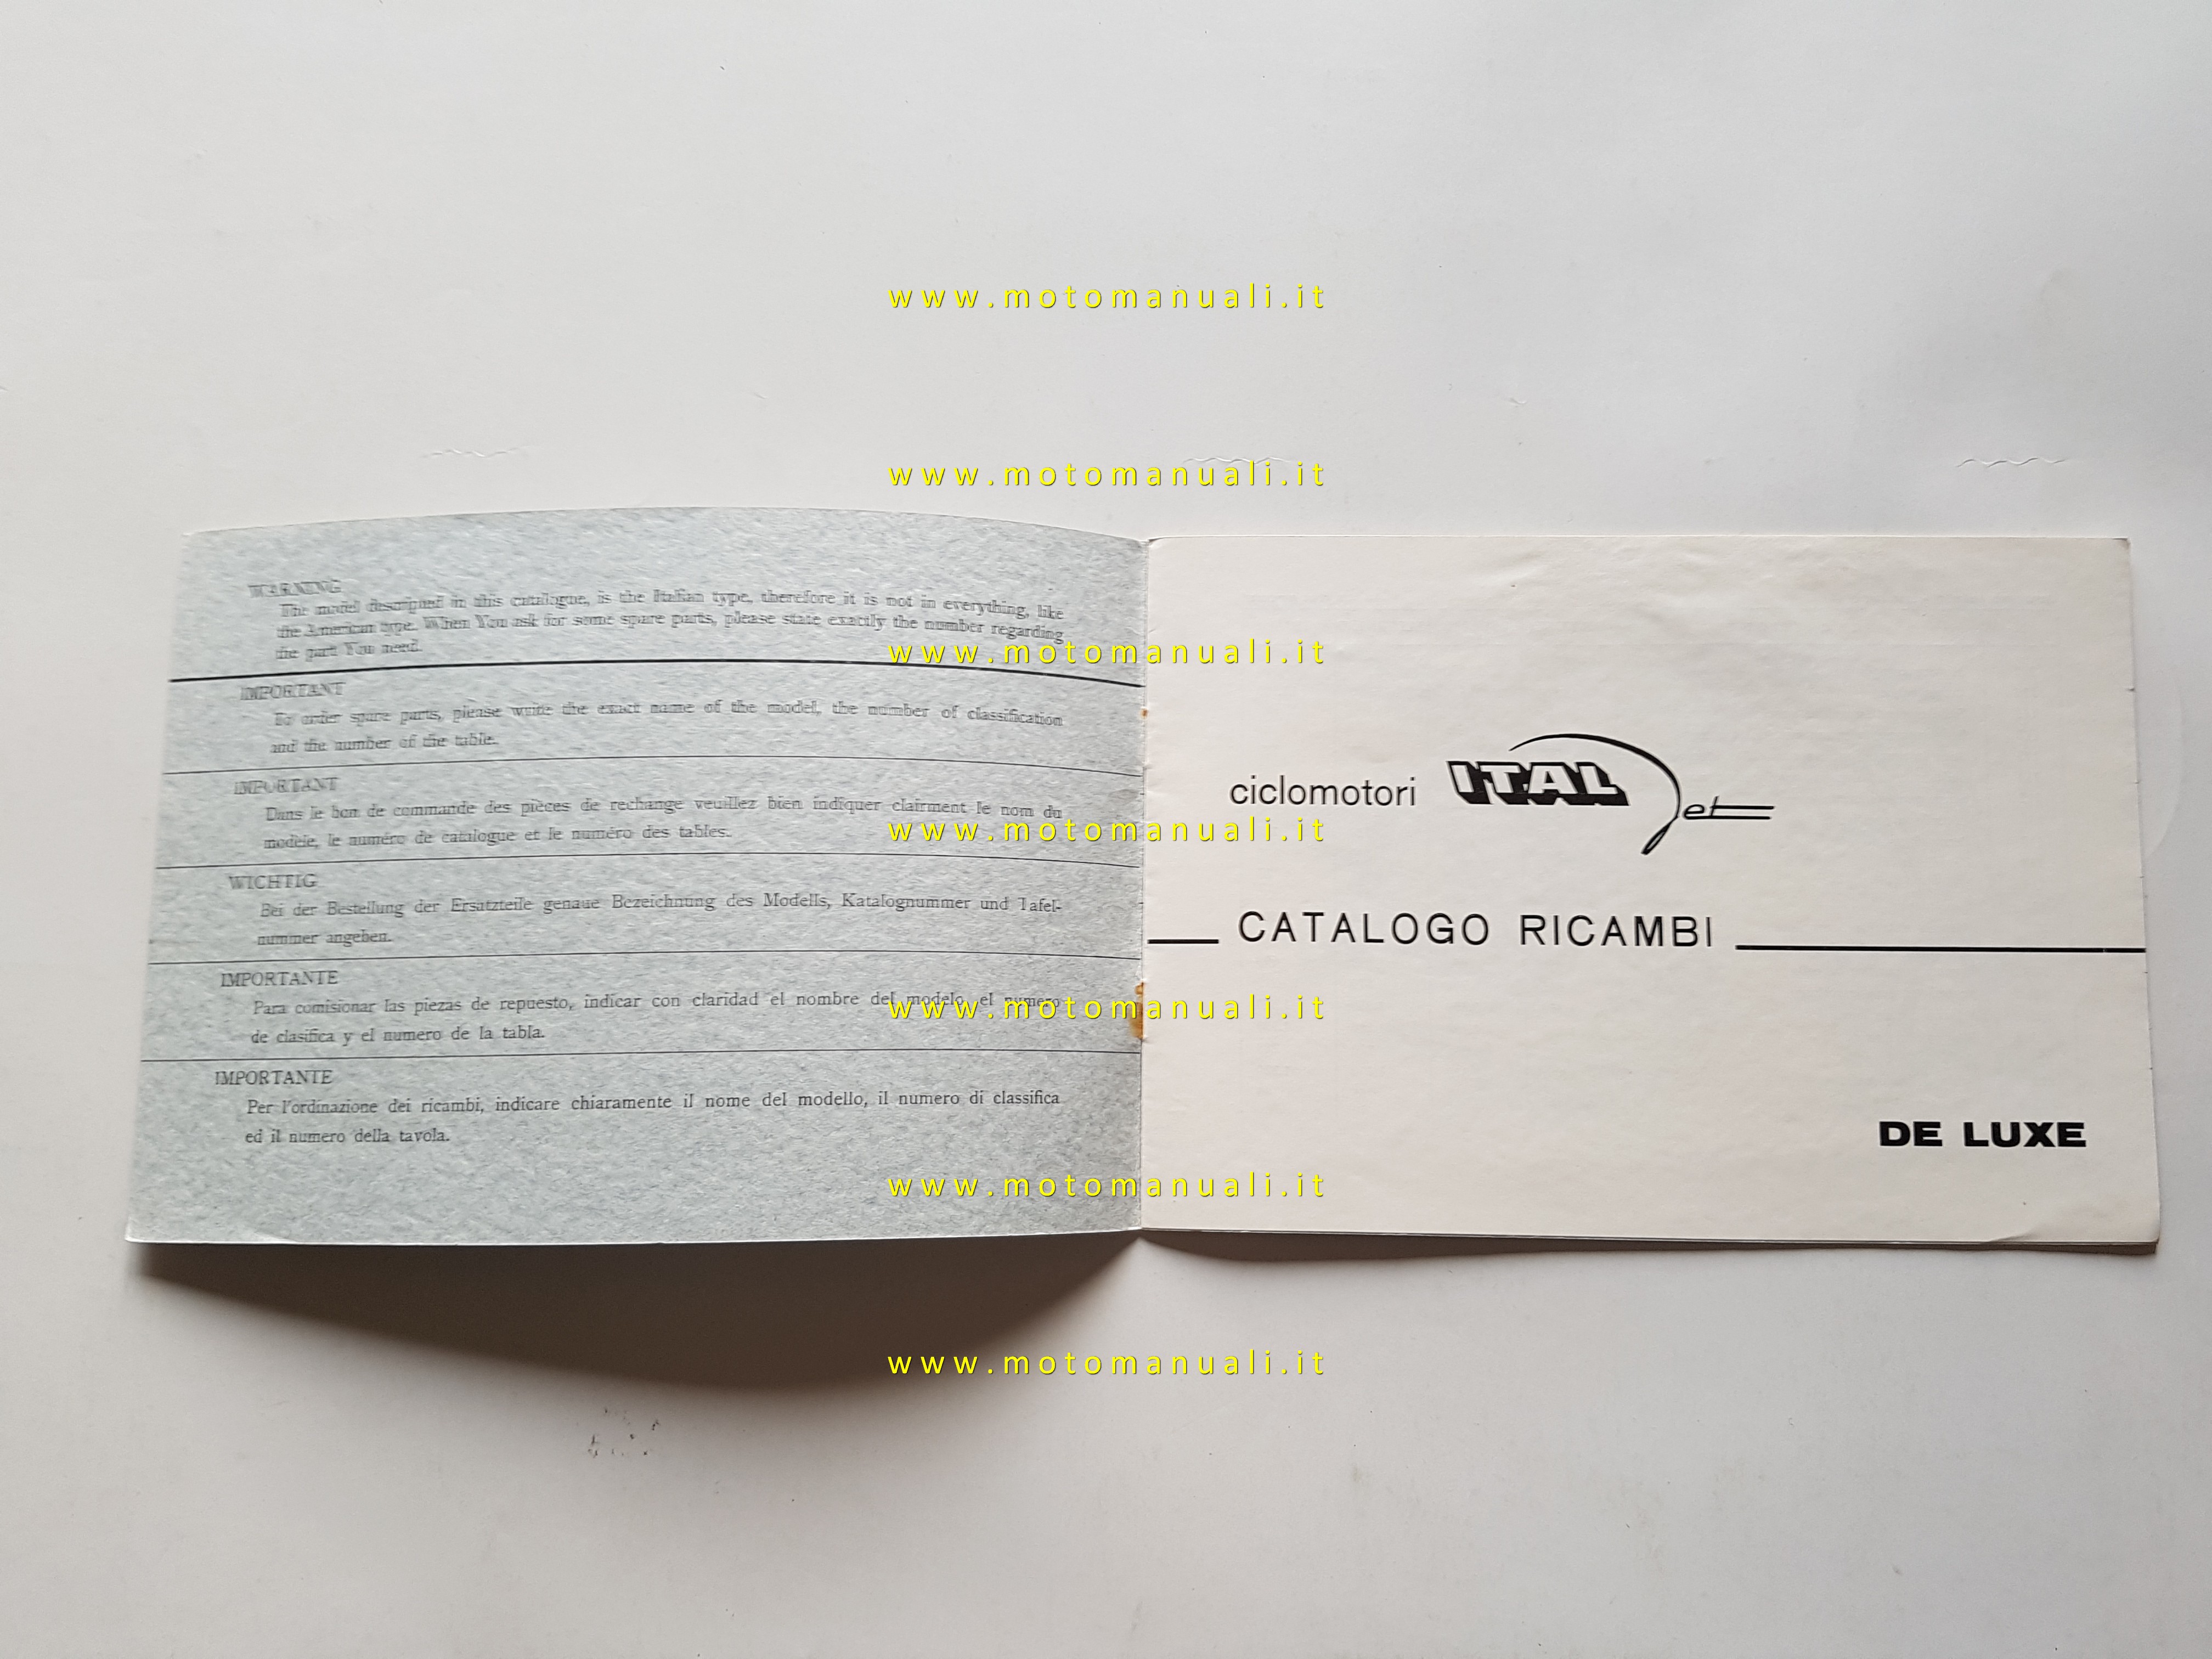 WARNING
The model descripted in this catalogue, is the Italian type, therefore it is not in everything, like
the American type. When You ask for some spare parts, please state exactly the number regarding
the part You need.
IMPORTANT
To order spare parts, please write the exact name of the model, the number of classification
and the number of the table.
IMPORTANT
Dans le bon de commande des pièces de rechange veuillez bien indiquer clairment le nom du
modèle, le numéro de catalogue et le numéro des tables.
WICHTIG
Bei der Bestellung der Ersatzteile genaue Bezeichnung des Modells, Katalognummer und Tafel-
nummer angeben.
IMPORTANTE
Para comisionar las piezas de repuesto, indicar con claridad el nombre del modelo, el numero
de clasifica y el numero de la tabla.
IMPORTANTE
Per l'ordinazione dei ricambi, indicare chiaramente il nome del modello, il numero di classifica
ed il numero della tavola.
ciclomotori ITAL Jet
CATALOGO RICAMBI
DE LUXE
www.motomanuali.it
www.motomanuali.it
www.motomanuali.it
www.motomanuali.it
www.motomanuali.it
www.motomanuali.it
www.motomanuali.it